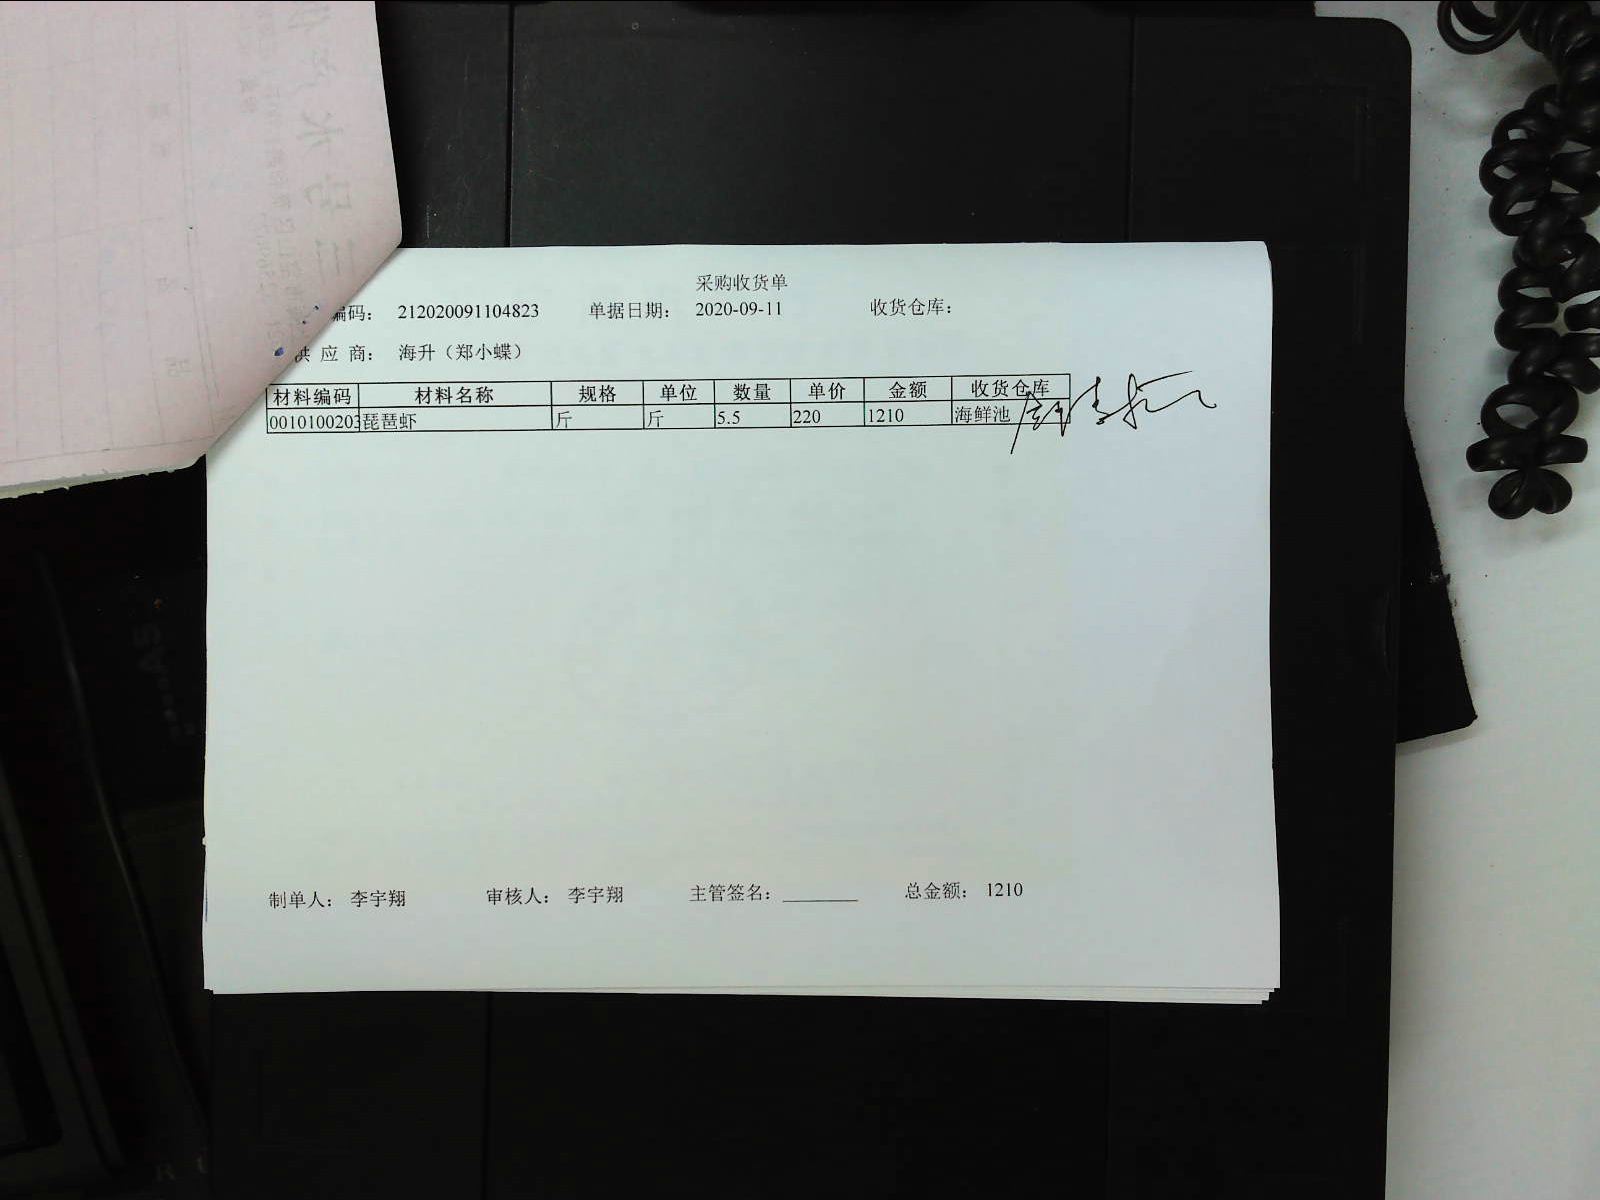 采购收货单
编码： 212020091104823 单据日期： 2020-09-11 收货仓库：
供 应 商： 海升（郑小蝶）
材料编码 材料名称 规格 单位 数量 单价 金额 收货仓库
0010100203 琵琶虾 斤 斤 5.5 220 1210 海鲜池
制单人： 李宇翔 审核人： 李宇翔 主管签名：________ 总金额： 1210